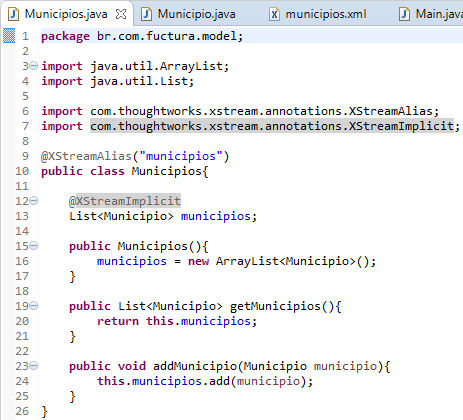 Municipios.java Municipio.java municipios.xml Main.java
1 package br.com.fuctura.model;
2
3 import java.util.ArrayList;
4 import java.util.List;
5
6 import com.thoughtworks.xstream.annotations.XStreamAlias;
7 import com.thoughtworks.xstream.annotations.XStreamImplicit;
8
9 @XStreamAlias("municipios")
10 public class Municipios{
11
12 @XStreamImplicit
13 List<Municipio> municipios;
14
15 public Municipios(){
16 municipios = new ArrayList<Municipio>();
17 }
18
19 public List<Municipio> getMunicipios(){
20 return this.municipios;
21 }
22
23 public void addMunicipio(Municipio municipio){
24 this.municipios.add(municipio);
25 }
26 }